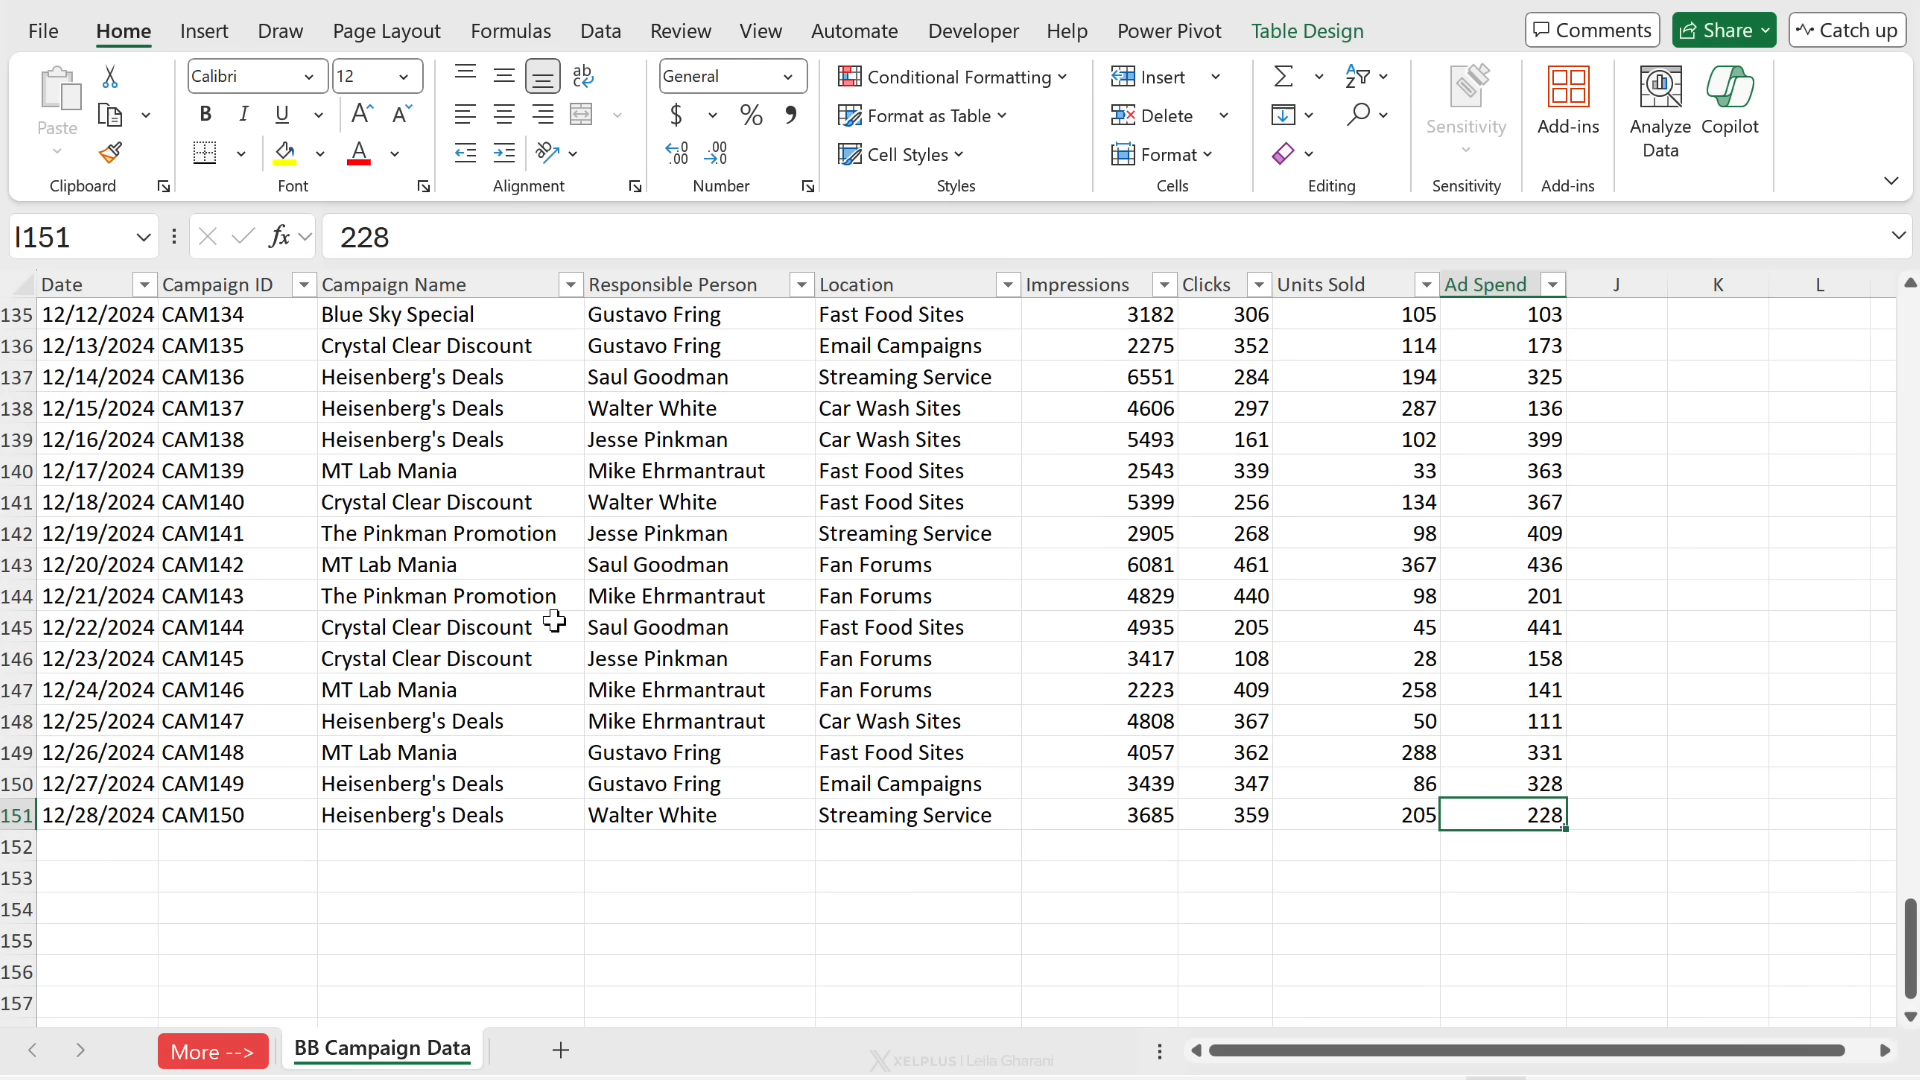 File Home Insert Draw Page Layout Formulas Data Review View Automate Developer Help Power Pivot Table Design Comments Share Catch up
Paste Calibri 12 B I U A A A ab c General $ % 9 .00 .00 Conditional Formatting Format as Table Cell Styles Insert Delete Format Sensitivity Add-ins Analyze Data Copilot
Clipboard Font Alignment Number Styles Cells Editing Sensitivity Add-ins
I151 fx 228
Date Campaign ID Campaign Name Responsible Person Location Impressions Clicks Units Sold Ad Spend J K L
135 12/12/2024 CAM134 Blue Sky Special Gustavo Fring Fast Food Sites 3182 306 105 103
136 12/13/2024 CAM135 Crystal Clear Discount Gustavo Fring Email Campaigns 2275 352 114 173
137 12/14/2024 CAM136 Heisenberg's Deals Saul Goodman Streaming Service 6551 284 194 325
138 12/15/2024 CAM137 Heisenberg's Deals Walter White Car Wash Sites 4606 297 287 136
139 12/16/2024 CAM138 Heisenberg's Deals Jesse Pinkman Car Wash Sites 5493 161 102 399
140 12/17/2024 CAM139 MT Lab Mania Mike Ehrmantraut Fast Food Sites 2543 339 33 363
141 12/18/2024 CAM140 Crystal Clear Discount Walter White Fast Food Sites 5399 256 134 367
142 12/19/2024 CAM141 The Pinkman Promotion Jesse Pinkman Streaming Service 2905 268 98 409
143 12/20/2024 CAM142 MT Lab Mania Saul Goodman Fan Forums 6081 461 367 436
144 12/21/2024 CAM143 The Pinkman Promotion Mike Ehrmantraut Fan Forums 4829 440 98 201
145 12/22/2024 CAM144 Crystal Clear Discount Saul Goodman Fast Food Sites 4935 205 45 441
146 12/23/2024 CAM145 Crystal Clear Discount Jesse Pinkman Fan Forums 3417 108 28 158
147 12/24/2024 CAM146 MT Lab Mania Mike Ehrmantraut Fan Forums 2223 409 258 141
148 12/25/2024 CAM147 Heisenberg's Deals Mike Ehrmantraut Car Wash Sites 4808 367 50 111
149 12/26/2024 CAM148 MT Lab Mania Gustavo Fring Fast Food Sites 4057 362 288 331
150 12/27/2024 CAM149 Heisenberg's Deals Gustavo Fring Email Campaigns 3439 347 86 328
151 12/28/2024 CAM150 Heisenberg's Deals Walter White Streaming Service 3685 359 205 228
152
153
154
155
156
157
More --> BB Campaign Data +
XELPLUS | Leila Gharani